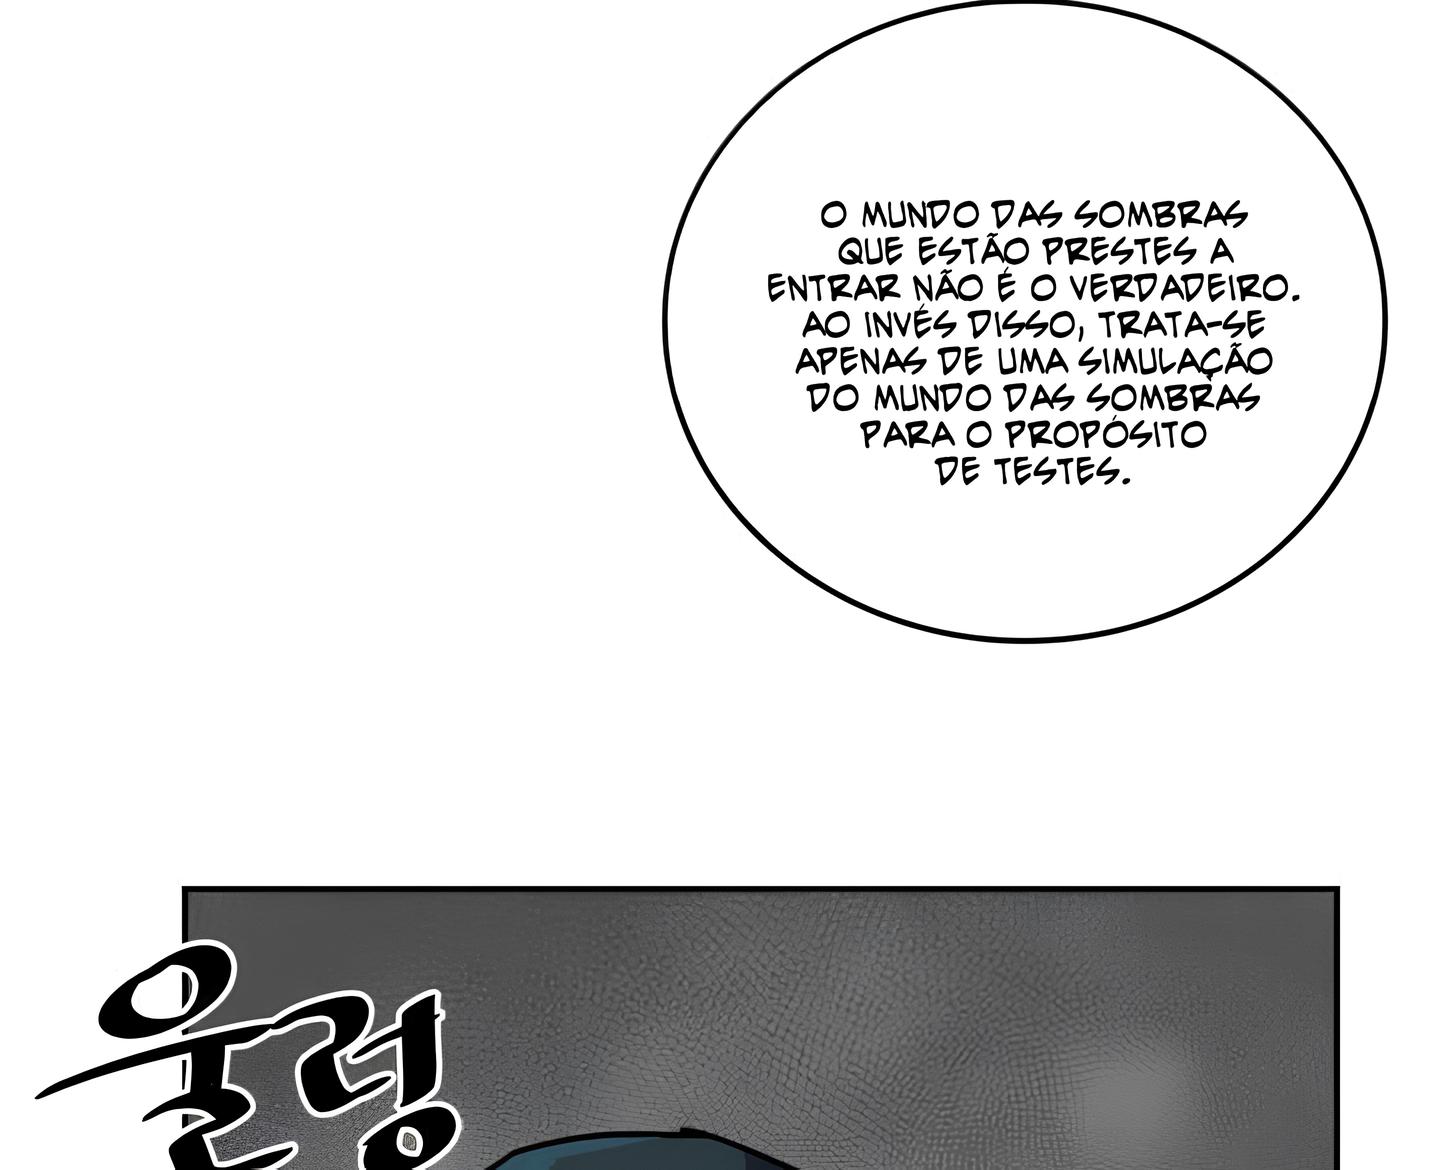 O MUNDO DAS SOMBRAS
QUE ESTÃO PRESTES A
ENTRAR NÃO É O VERDADEIRO.
AO INVÉS DISSO, TRATA-SE
APENAS DE UMA SIMULAÇÃO
DO MUNDO DAS SOMBRAS
PARA O PROPÓSITO
DE TESTES.
울렁